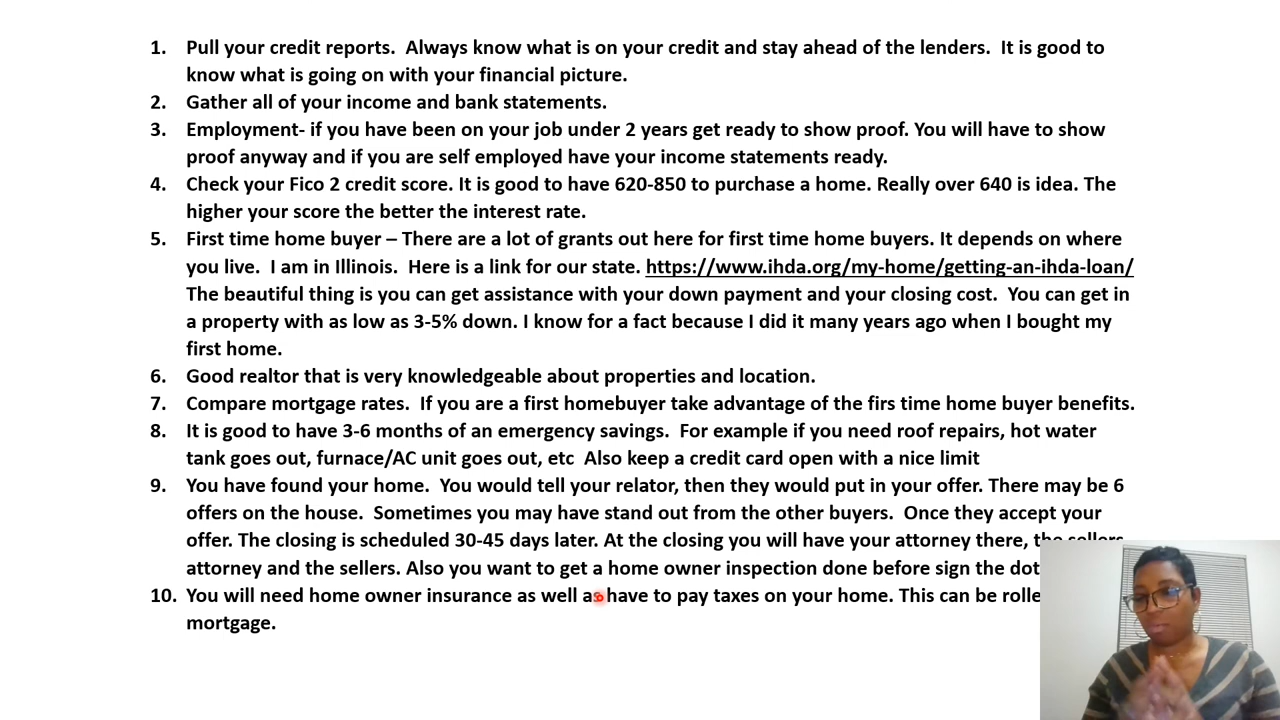 1. Pull your credit reports.  Always know what is on your credit and stay ahead of the lenders.  It is good to
know what is going on with your financial picture.
2. Gather all of your income and bank statements.
3. Employment- if you have been on your job under 2 years get ready to show proof. You will have to show
proof anyway and if you are self employed have your income statements ready.
4. Check your Fico 2 credit score. It is good to have 620-850 to purchase a home. Really over 640 is idea. The
higher your score the better the interest rate.
5. First time home buyer – There are a lot of grants out here for first time home buyers. It depends on where
you live.  I am in Illinois.  Here is a link for our state. https://www.ihda.org/my-home/getting-an-ihda-loan/
The beautiful thing is you can get assistance with your down payment and your closing cost.  You can get in
a property with as low as 3-5% down. I know for a fact because I did it many years ago when I bought my
first home.
6. Good realtor that is very knowledgeable about properties and location.
7. Compare mortgage rates.  If you are a first homebuyer take advantage of the firs time home buyer benefits.
8. It is good to have 3-6 months of an emergency savings.  For example if you need roof repairs, hot water
tank goes out, furnace/AC unit goes out, etc  Also keep a credit card open with a nice limit
9. You have found your home.  You would tell your relator, then they would put in your offer. There may be 6
offers on the house.  Sometimes you may have stand out from the other buyers.  Once they accept your
offer. The closing is scheduled 30-45 days later. At the closing you will have your attorney there, the sellers
attorney and the sellers. Also you want to get a home owner inspection done before sign the dot
10. You will need home owner insurance as well as have to pay taxes on your home. This can be rolle
mortgage.